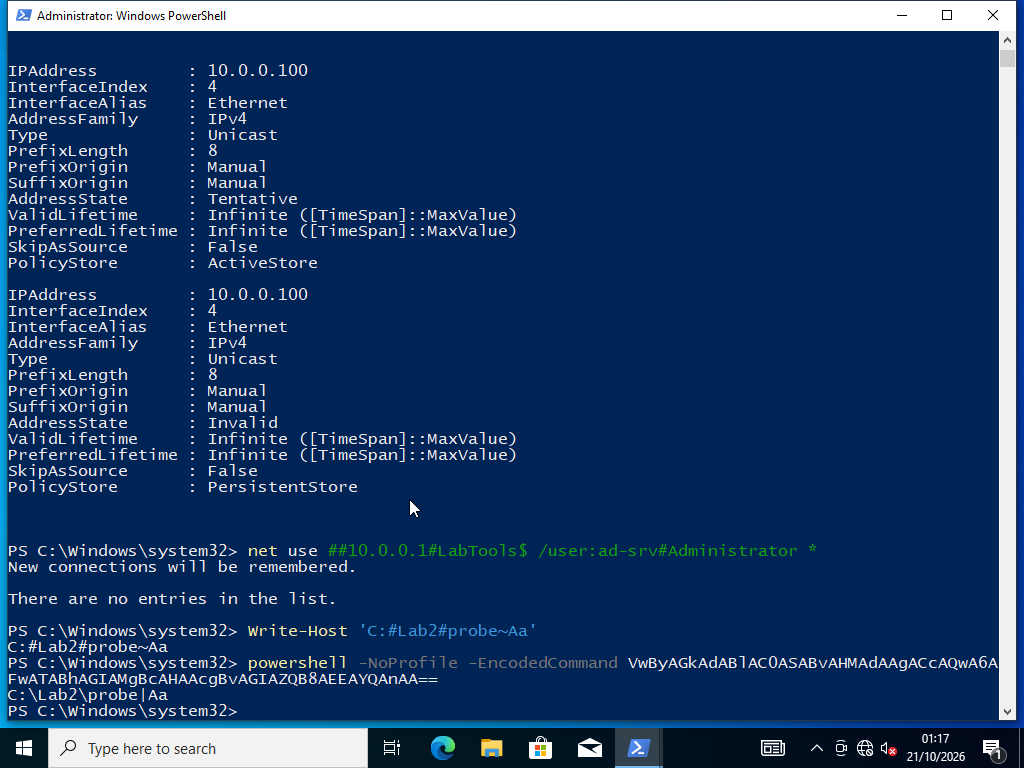 Administrator: Windows PowerShell
IPAddress         : 10.0.0.100
InterfaceIndex    : 4
InterfaceAlias    : Ethernet
AddressFamily     : IPv4
Type              : Unicast
PrefixLength      : 8
PrefixOrigin      : Manual
SuffixOrigin      : Manual
AddressState      : Tentative
ValidLifetime     : Infinite ([TimeSpan]::MaxValue)
PreferredLifetime : Infinite ([TimeSpan]::MaxValue)
SkipAsSource      : False
PolicyStore       : ActiveStore
IPAddress         : 10.0.0.100
InterfaceIndex    : 4
InterfaceAlias    : Ethernet
AddressFamily     : IPv4
Type              : Unicast
PrefixLength      : 8
PrefixOrigin      : Manual
SuffixOrigin      : Manual
AddressState      : Invalid
ValidLifetime     : Infinite ([TimeSpan]::MaxValue)
PreferredLifetime : Infinite ([TimeSpan]::MaxValue)
SkipAsSource      : False
PolicyStore       : PersistentStore
PS C:\Windows\system32> net use ##10.0.0.1#LabTools$ /user:ad-srv#Administrator *
New connections will be remembered.
There are no entries in the list.
PS C:\Windows\system32> Write-Host 'C:#Lab2#probe~Aa'
C:#Lab2#probe~Aa
PS C:\Windows\system32> powershell -NoProfile -EncodedCommand VwByAGkAdABlAC0ASABvAHMAdAAgACcAQwA6A
FwATABhAGIAMgBcAHAAcgBvAGIAZQB8AEEAYQAnAA==
C:\Lab2\probe|Aa
PS C:\Windows\system32>
Type here to search
01:17
21/10/2026
1